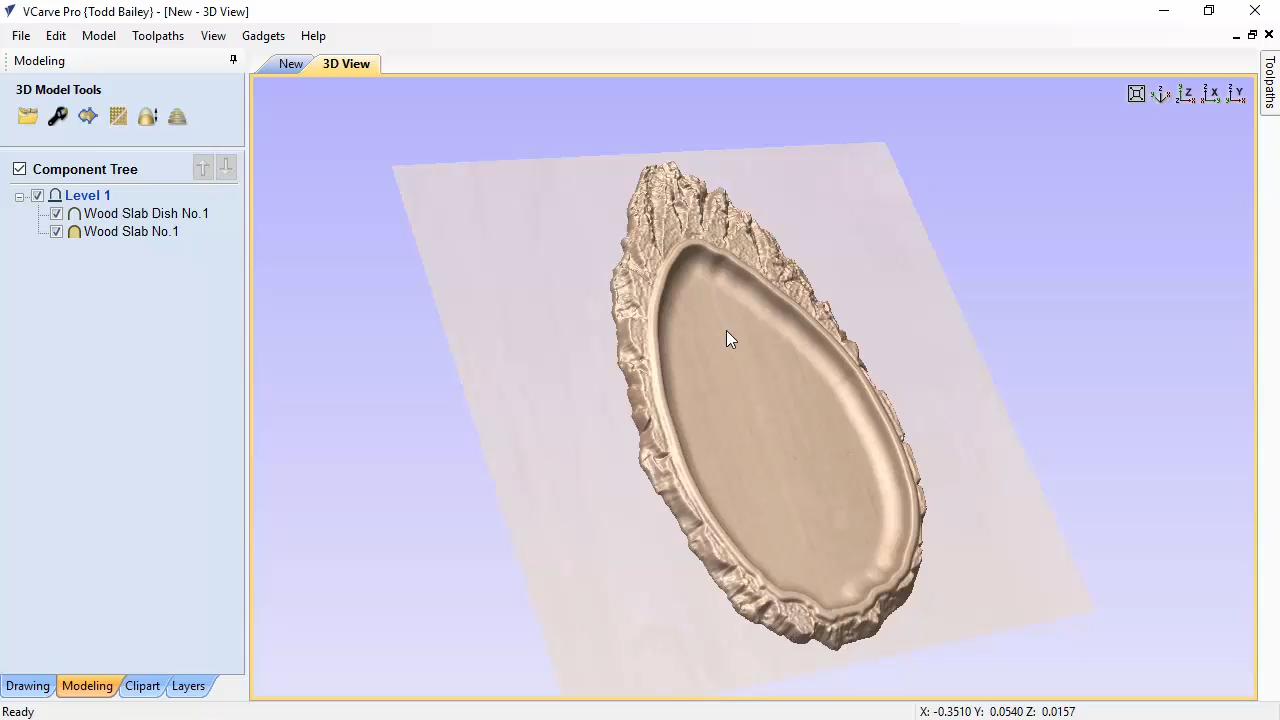 VCarve Pro {Todd Bailey} - [New - 3D View]
File Edit Model Toolpaths View Gadgets Help
Modeling
New 3D View
Toolpaths
3D Model Tools
Z X Y
Component Tree
Level 1
Wood Slab Dish No.1
Wood Slab No.1
Drawing Modeling Clipart Layers
Ready X: -0.3510 Y: 0.0540 Z: 0.0157